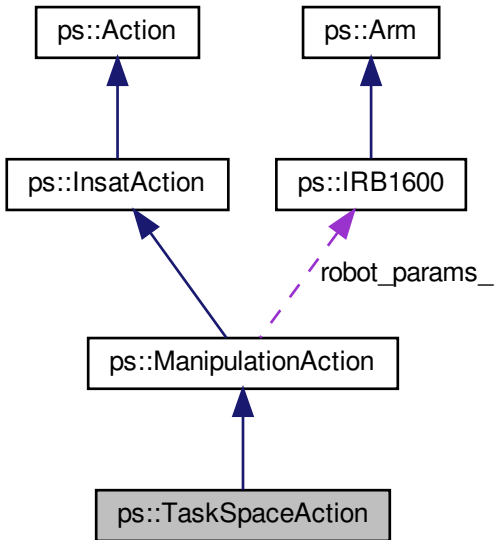 ps::Action
ps::Arm
ps::InsatAction
ps::IRB1600
robot_params_
ps::ManipulationAction
ps::TaskSpaceAction